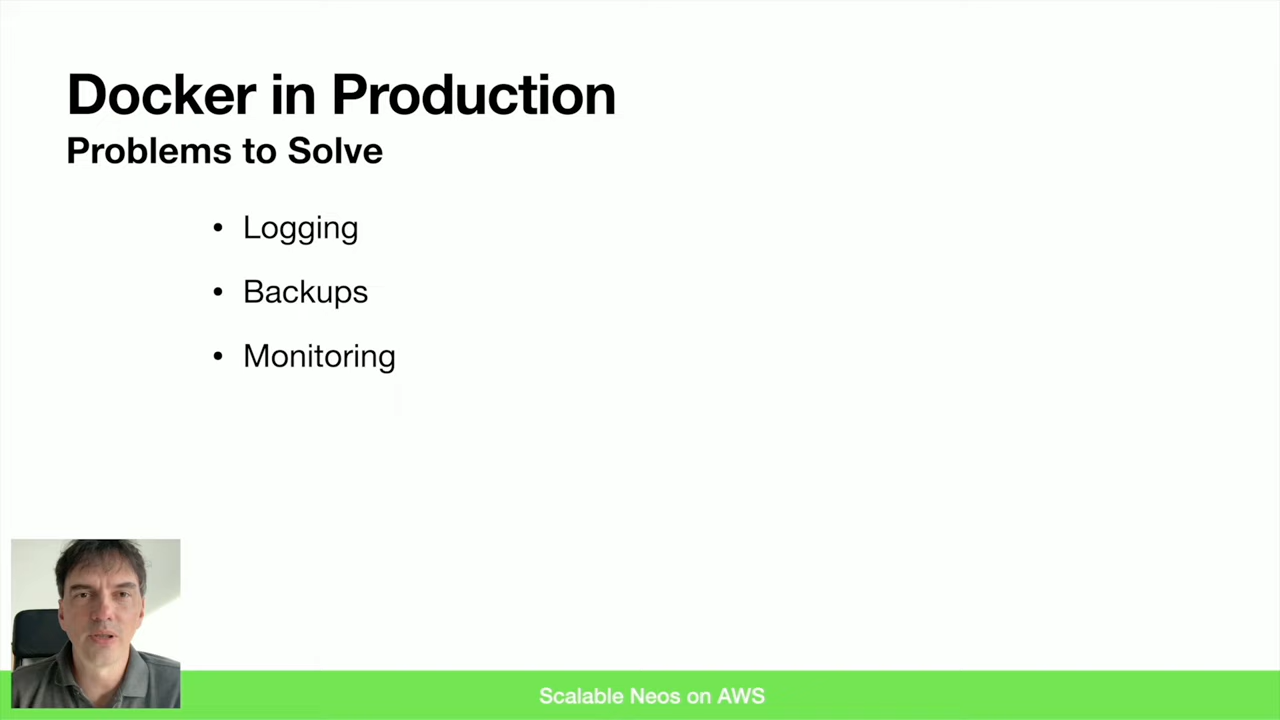 Docker in Production
Problems to Solve
• Logging
• Backups
• Monitoring
Scalable Neos on AWS